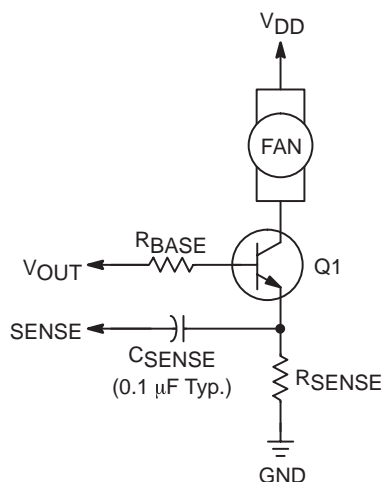 VDD
FAN
RBASE
VOUT
Q1
SENSE
CSENSE
(0.1 μF Typ.)
RSENSE
GND